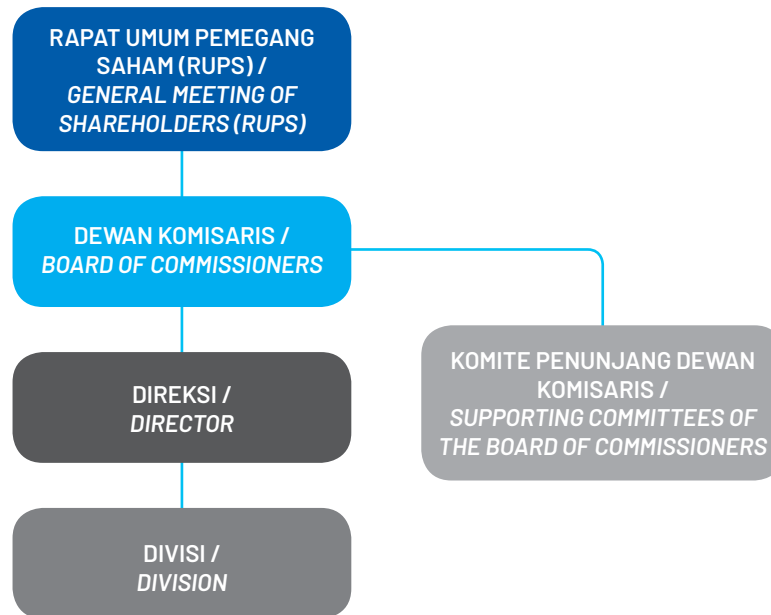 RAPAT UMUM PEMEGANG
SAHAM (RUPS) /
GENERAL MEETING OF
SHAREHOLDERS (RUPS)
DEWAN KOMISARIS /
BOARD OF COMMISSIONERS
DIREKSI /
DIRECTOR
KOMITE PENUNJANG DEWAN
KOMISARIS /
SUPPORTING COMMITTEES OF
THE BOARD OF COMMISSIONERS
DIVISI /
DIVISION